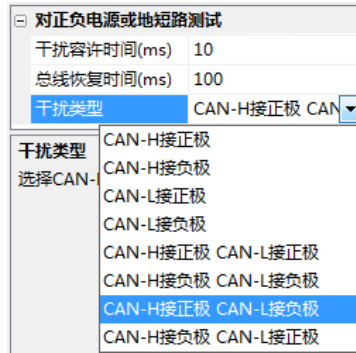 对正负电源或地短路测试
干扰容许时间(ms) 10
总线恢复时间(ms) 100
干扰类型 CAN-H接正极 CAN
干扰类型
选择CAN-
CAN-H接正极
CAN-H接负极
CAN-L接正极
CAN-L接负极
CAN-H接正极 CAN-L接正极
CAN-H接负极 CAN-L接负极
CAN-H接正极 CAN-L接负极
CAN-H接负极 CAN-L接正极